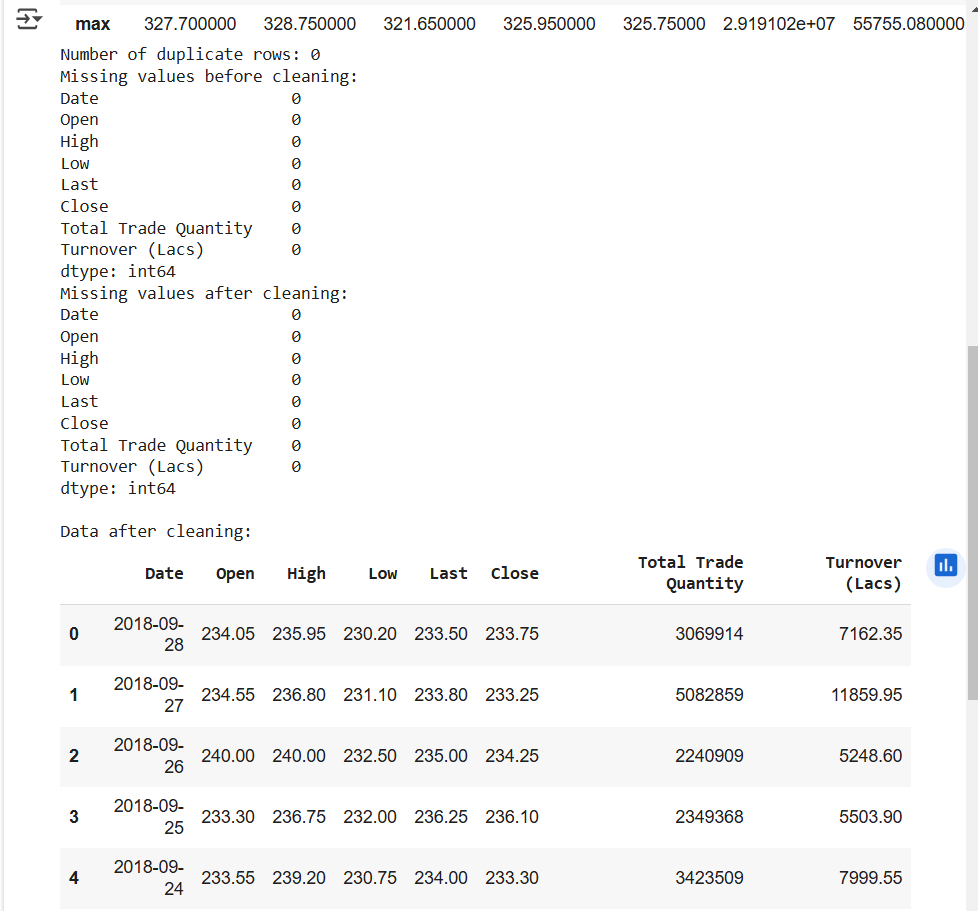 max 327.700000 328.750000 321.650000 325.950000 325.75000 2.919102e+07 55755.080000
Number of duplicate rows: 0
Missing values before cleaning:
Date 0
Open 0
High 0
Low 0
Last 0
Close 0
Total Trade Quantity 0
Turnover (Lacs) 0
dtype: int64
Missing values after cleaning:
Date 0
Open 0
High 0
Low 0
Last 0
Close 0
Total Trade Quantity 0
Turnover (Lacs) 0
dtype: int64
Data after cleaning:
Date Open High Low Last Close Total Trade Quantity Turnover (Lacs)
0 2018-09-28 234.05 235.95 230.20 233.50 233.75 3069914 7162.35
1 2018-09-27 234.55 236.80 231.10 233.80 233.25 5082859 11859.95
2 2018-09-26 240.00 240.00 232.50 235.00 234.25 2240909 5248.60
3 2018-09-25 233.30 236.75 232.00 236.25 236.10 2349368 5503.90
4 2018-09-24 233.55 239.20 230.75 234.00 233.30 3423509 7999.55